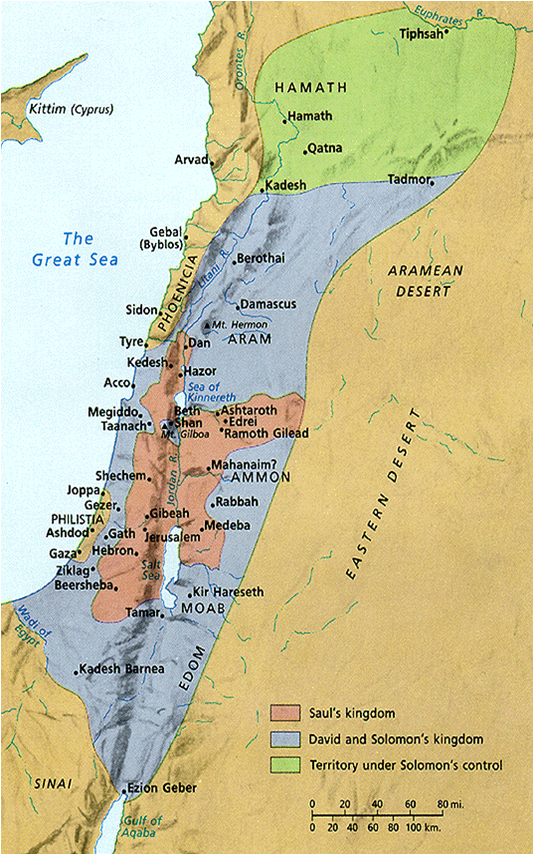 Euphrates R.
Tiphsah
Orontes R.
HAMATH
Kittim (Cyprus)
Hamath
Qatna
Arvad
Kadesh
Tadmor
Gebal
(Byblos)
The
Great Sea
Litani R.
Berothai
PHOENICIA
ARAMEAN
DESERT
Sidon
Damascus
Mt. Hermon
ARAM
Tyre
Dan
Kedesh
Hazor
Acco
Sea of
Kinnereth
Megiddo
Beth
Shan
Ashtaroth
Taanach
Edrei
Mt. Gilboa
Ramoth Gilead
Mahanaim?
AMMON
Shechem
Jordan R.
Joppa
Gezer
Rabbah
PHILISTIA
Gibeah
Ashdod
Gath
Jerusalem
Medeba
Gaza
Hebron
EASTERN DESERT
Ziklag
Salt
Sea
Beersheba
Kir Hareseth
MOAB
Tamar
Wadi of
Egypt
Kadesh Barnea
EDOM
Saul's kingdom
David and Solomon's kingdom
Territory under Solomon's control
SINAI
Ezion Geber
Gulf of
Aqaba
0 20 40 60 80 mi.
0 20 40 60 80 100 km.